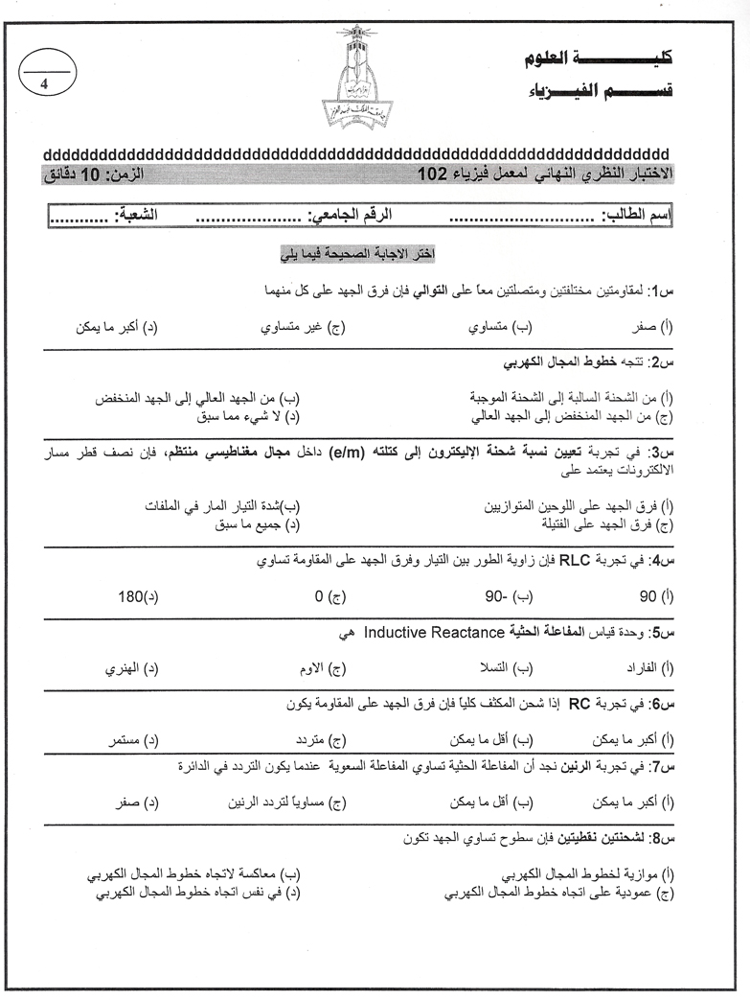 كليـــــــة العلوم
قســـــم الفيـــزياء
4
جامعة الملك عبد العزيز
ddddddddddddddddddddddddddddddddddddddddddddddddddddddddddddddddddd
الاختبار النظري النهائي لمعمل فيزياء 102 الزمن: 10 دقائق
اسم الطالب: ............................. الرقم الجامعي: ..................... الشعبة: ............
اختر الاجابة الصحيحة فيما يلي
س1: لمقاومتين مختلفتين ومتصلتين معاً على التوالي فإن فرق الجهد على كل منهما
(أ) صفر (ب) متساوي (ج) غير متساوي (د) أكبر ما يمكن
س2: تتجه خطوط المجال الكهربي
(أ) من الشحنة السالبة إلى الشحنة الموجبة (ب) من الجهد العالي إلى الجهد المنخفض
(ج) من الجهد المنخفض إلى الجهد العالي (د) لا شيء مما سبق
س3: في تجربة تعيين نسبة شحنة الإليكترون إلى كتلته (e/m) داخل مجال مغناطيسي منتظم، فإن نصف قطر مسار
الالكترونات يعتمد على
(أ) فرق الجهد على اللوحين المتوازيين (ب)شدة التيار المار في الملفات
(ج) فرق الجهد على الفتيلة (د) جميع ما سبق
س4: في تجربة RLC فإن زاوية الطور بين التيار وفرق الجهد على المقاومة تساوي
(أ) 90 (ب) -90 (ج) 0 (د)180
س5: وحدة قياس المفاعلة الحثية Inductive Reactance هي
(أ) الفاراد (ب) التسلا (ج) الاوم (د) الهنري
س6: في تجربة RC إذا شحن المكثف كلياً فإن فرق الجهد على المقاومة يكون
(أ) أكبر ما يمكن (ب) أقل ما يمكن (ج) متردد (د) مستمر
س7: في تجربة الرنين نجد أن المفاعلة الحثية تساوي المفاعلة السعوية عندما يكون التردد في الدائرة
(أ) أكبر ما يمكن (ب) أقل ما يمكن (ج) مساوياً لتردد الرنين (د) صفر
س8: لشحنتين نقطيتين فإن سطوح تساوي الجهد تكون
(أ) موازية لخطوط المجال الكهربي (ب) معاكسة لاتجاه خطوط المجال الكهربي
(ج) عمودية على اتجاه خطوط المجال الكهربي (د) في نفس اتجاه خطوط المجال الكهربي